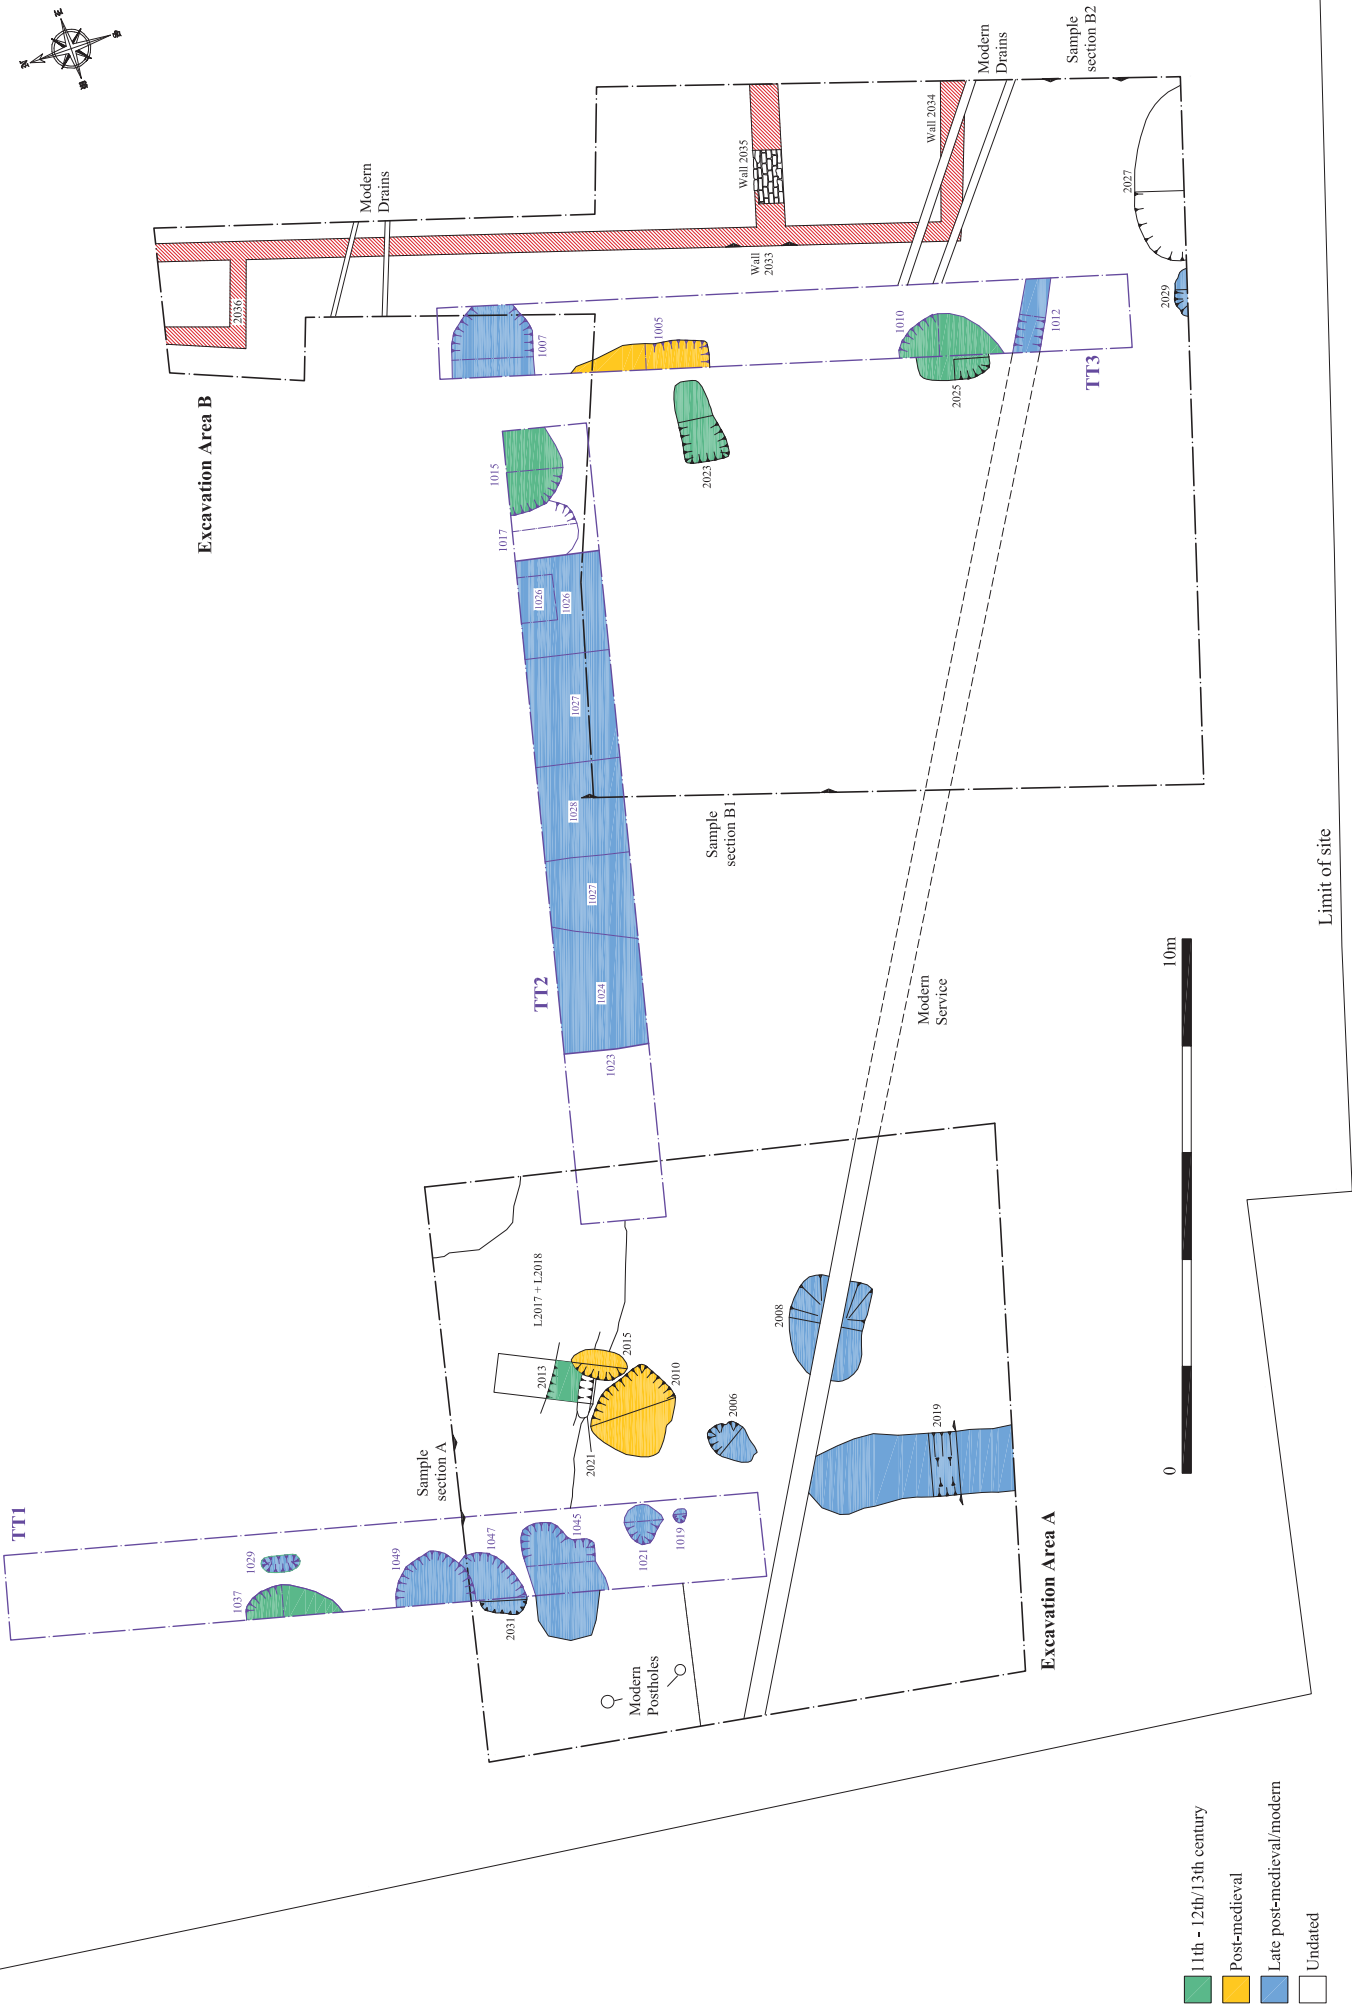 TT1
1029
1037
1049
1047
1045
2031
1021
1019
Sample
section A
Modern
Postholes
L2017 + L2018
2013
2015
2010
2021
2006
2008
2019
Excavation Area A
TT2
1023
1024
1027
1028
1027
1026
1026
1017
1015
Modern
Service
Sample
section B1
Excavation Area B
2036
Modern
Drains
1007
1005
2023
1010
2025
1012
TT3
Wall
2033
Wall 2035
Wall 2034
Modern
Drains
Sample
section B2
2027
2029
Limit of site
0
10m
11th - 12th/13th century
Post-medieval
Late post-medieval/modern
Undated